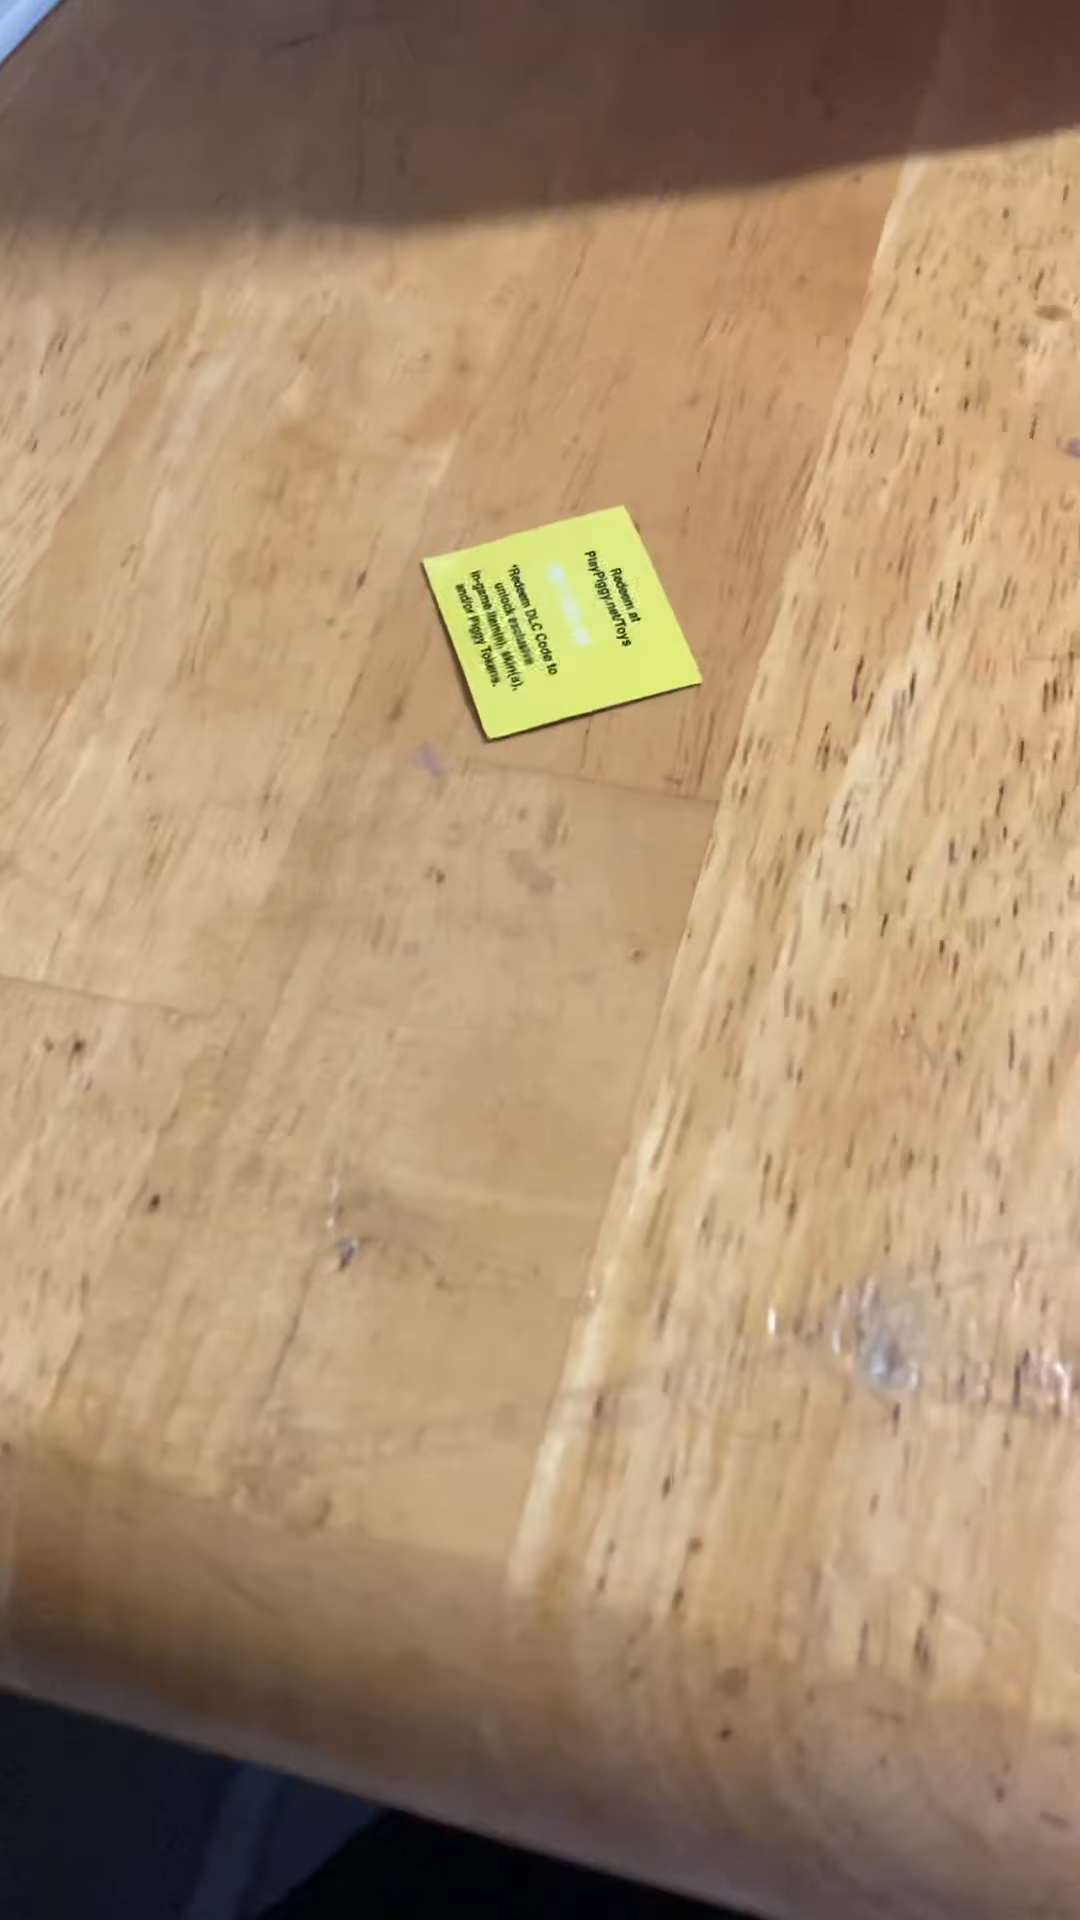 Redeem at
PlayPiggy.net/Toys
*Redeem DLC Code to
unlock exclusive
in-game item(s), skin(s),
and/or Piggy Tokens.